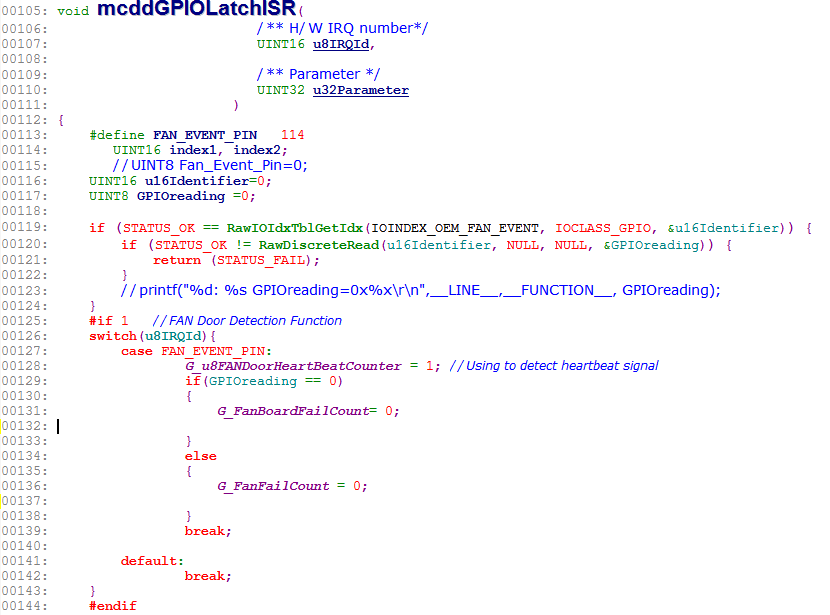 00105: void mcddGPIOLatchISR(
00106: /** H/W IRQ number*/
00107: UINT16 u8IRQId,
00108:
00109: /** Parameter */
00110: UINT32 u32Parameter
00111: )
00112: {
00113: #define FAN_EVENT_PIN 114
00114: UINT16 index1, index2;
00115: //UINT8 Fan_Event_Pin=0;
00116: UINT16 u16Identifier=0;
00117: UINT8 GPIOreading =0;
00118:
00119: if (STATUS_OK == RawIOIdxTblGetIdx(IOINDEX_OEM_FAN_EVENT, IOCLASS_GPIO, &u16Identifier)) {
00120: if (STATUS_OK != RawDiscreteRead(u16Identifier, NULL, NULL, &GPIOreading)) {
00121: return (STATUS_FAIL);
00122: }
00123: //printf("%d: %s GPIOreading=0x%x\r\n",__LINE__,__FUNCTION__, GPIOreading);
00124: }
00125: #if 1 //FAN Door Detection Function
00126: switch(u8IRQId){
00127: case FAN_EVENT_PIN:
00128: G_u8FANDoorHeartBeatCounter = 1; //Using to detect heartbeat signal
00129: if(GPIOreading == 0)
00130: {
00131: G_FanBoardFailCount= 0;
00132:
00133: }
00134: else
00135: {
00136: G_FanFailCount = 0;
00137:
00138: }
00139: break;
00140:
00141: default:
00142: break;
00143: }
00144: #endif